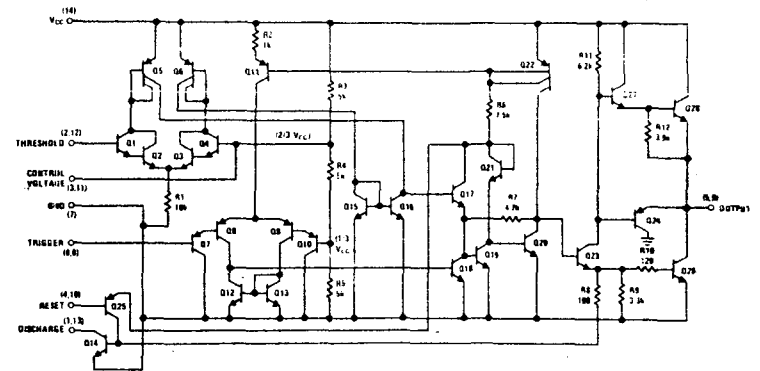 (14)
VCC
R2
1k
Q11
Q22
R11
6.2k
Q5
Q6
R3
5k
Q26
R6
7.5k
R12
3.9k
(2,12)
THRESHOLD
Q1
Q2
Q3
Q4
(2/3 VCC)
CONTROL
VOLTAGE
(3,11)
R4
5k
Q21
R1
10k
GND
(7)
Q15
Q16
Q17
R7
4.7k
Q24
(5,9)
OUTPUT
TRIGGER
(6,8)
Q7
Q8
Q10
(1/3
VCC)
Q18
Q19
Q20
Q23
R10
120
Q12
Q13
R5
5k
R8
100
R9
3.3k
(4,10)
RESET
Q25
(1,13)
DISCHARGE
Q14